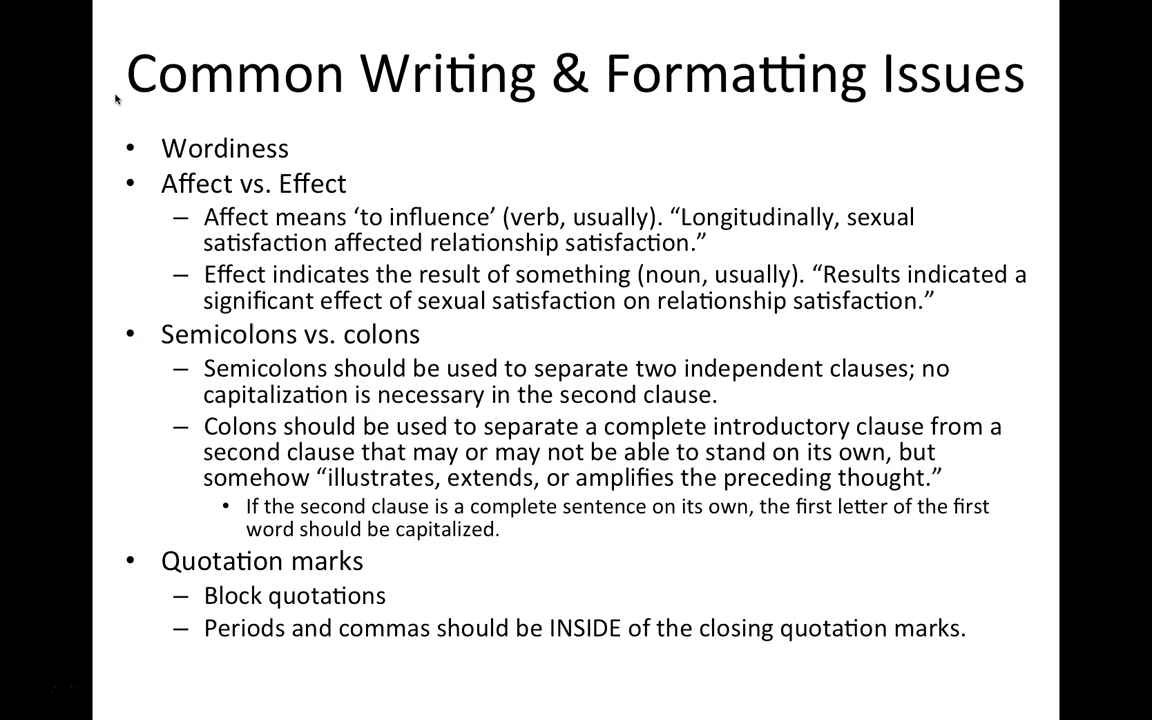 Common Writing & Formatting Issues
• Wordiness
• Affect vs. Effect
– Affect means ‘to influence’ (verb, usually). “Longitudinally, sexual
satisfaction affected relationship satisfaction.”
– Effect indicates the result of something (noun, usually). “Results indicated a
significant effect of sexual satisfaction on relationship satisfaction.”
• Semicolons vs. colons
– Semicolons should be used to separate two independent clauses; no
capitalization is necessary in the second clause.
– Colons should be used to separate a complete introductory clause from a
second clause that may or may not be able to stand on its own, but
somehow “illustrates, extends, or amplifies the preceding thought.”
• If the second clause is a complete sentence on its own, the first letter of the first
word should be capitalized.
• Quotation marks
– Block quotations
– Periods and commas should be INSIDE of the closing quotation marks.